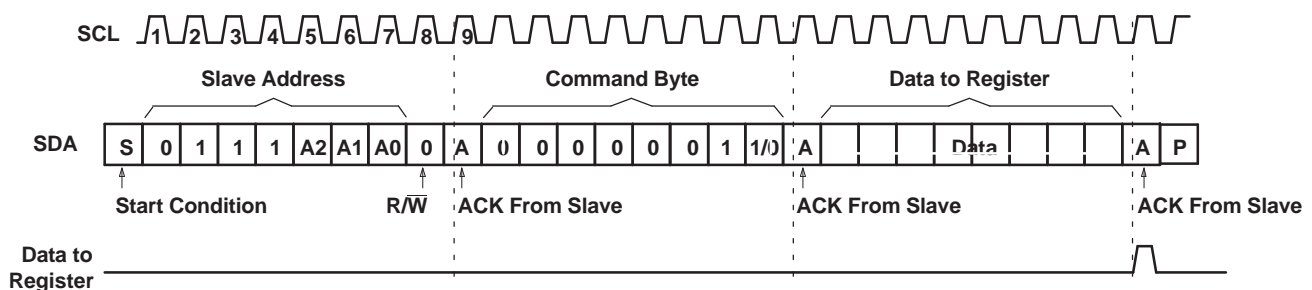 SCL 1 2 3 4 5 6 7 8 9
Slave Address Command Byte Data to Register
SDA S 0 1 1 1 A2 A1 A0 0 A 0 0 0 0 0 0 1 1/0 A Data A P
Start Condition R/W̅ ACK From Slave ACK From Slave ACK From Slave
Data to
Register